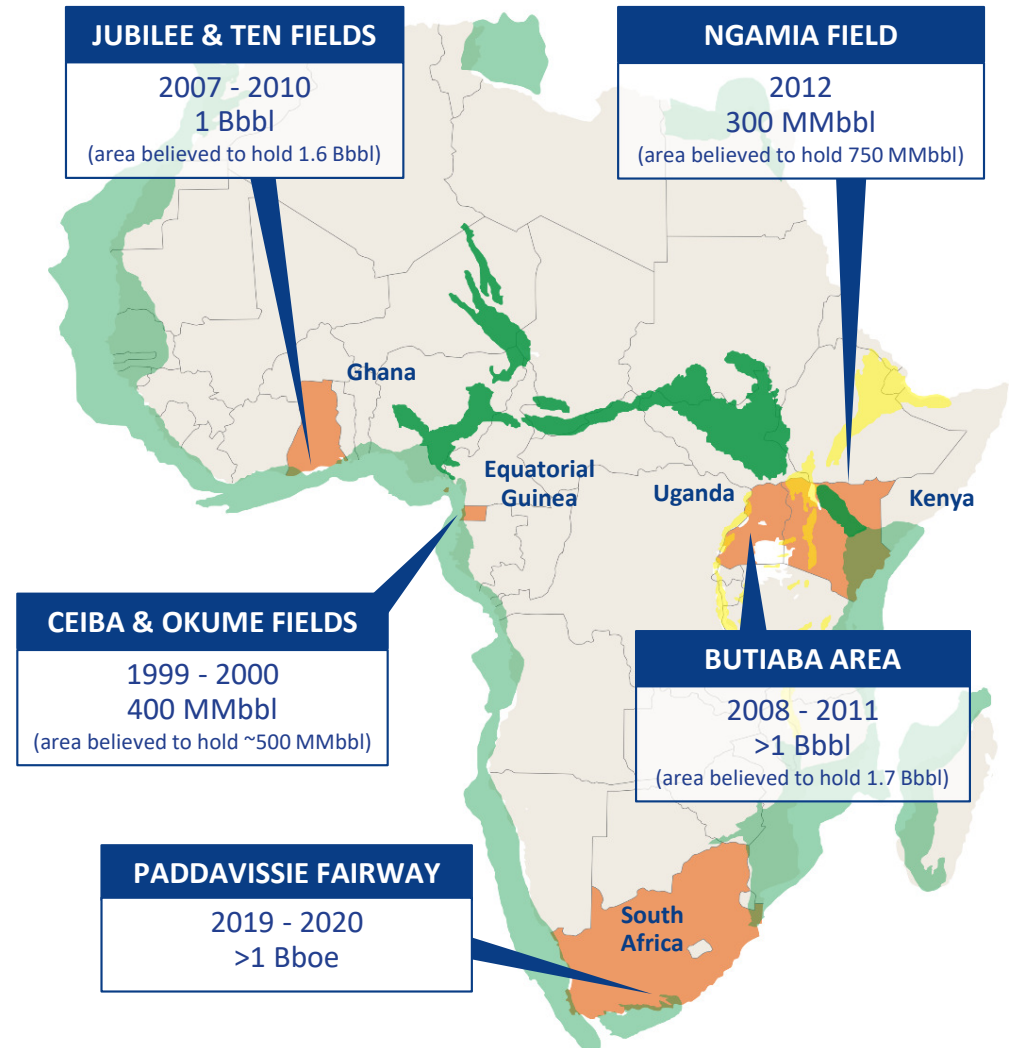 JUBILEE & TEN FIELDS
2007 - 2010
1 Bbbl
(area believed to hold 1.6 Bbbl)
NGAMIA FIELD
2012
300 MMbbl
(area believed to hold 750 MMbbl)
Ghana
Equatorial
Guinea
Uganda
Kenya
CEIBA & OKUME FIELDS
1999 - 2000
400 MMbbl
(area believed to hold ~500 MMbbl)
BUTIABA AREA
2008 - 2011
>1 Bbbl
(area believed to hold 1.7 Bbbl)
PADDAVISSIE FAIRWAY
2019 - 2020
>1 Bboe
South
Africa